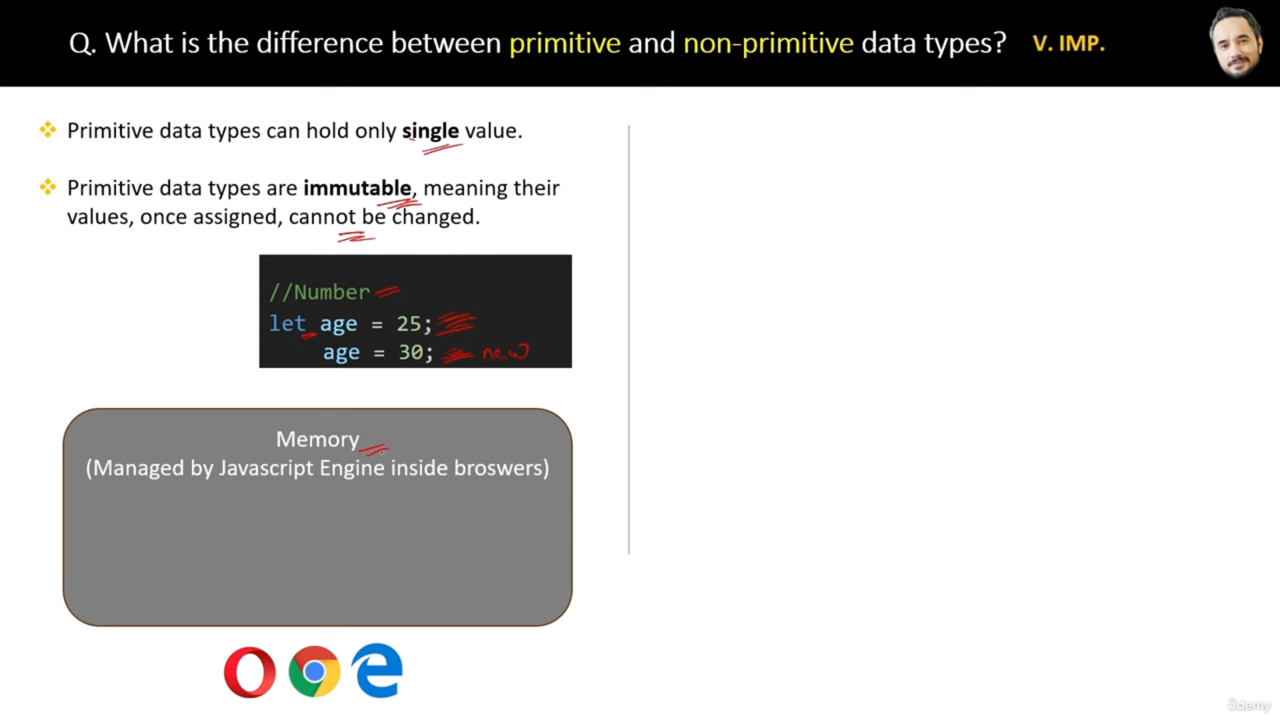 Q. What is the difference between primitive and non-primitive data types? V. IMP.
Primitive data types can hold only single value.
Primitive data types are immutable, meaning their
values, once assigned, cannot be changed.
//Number
let age = 25;
age = 30; new
Memory
(Managed by Javascript Engine inside broswers)
ûdemy